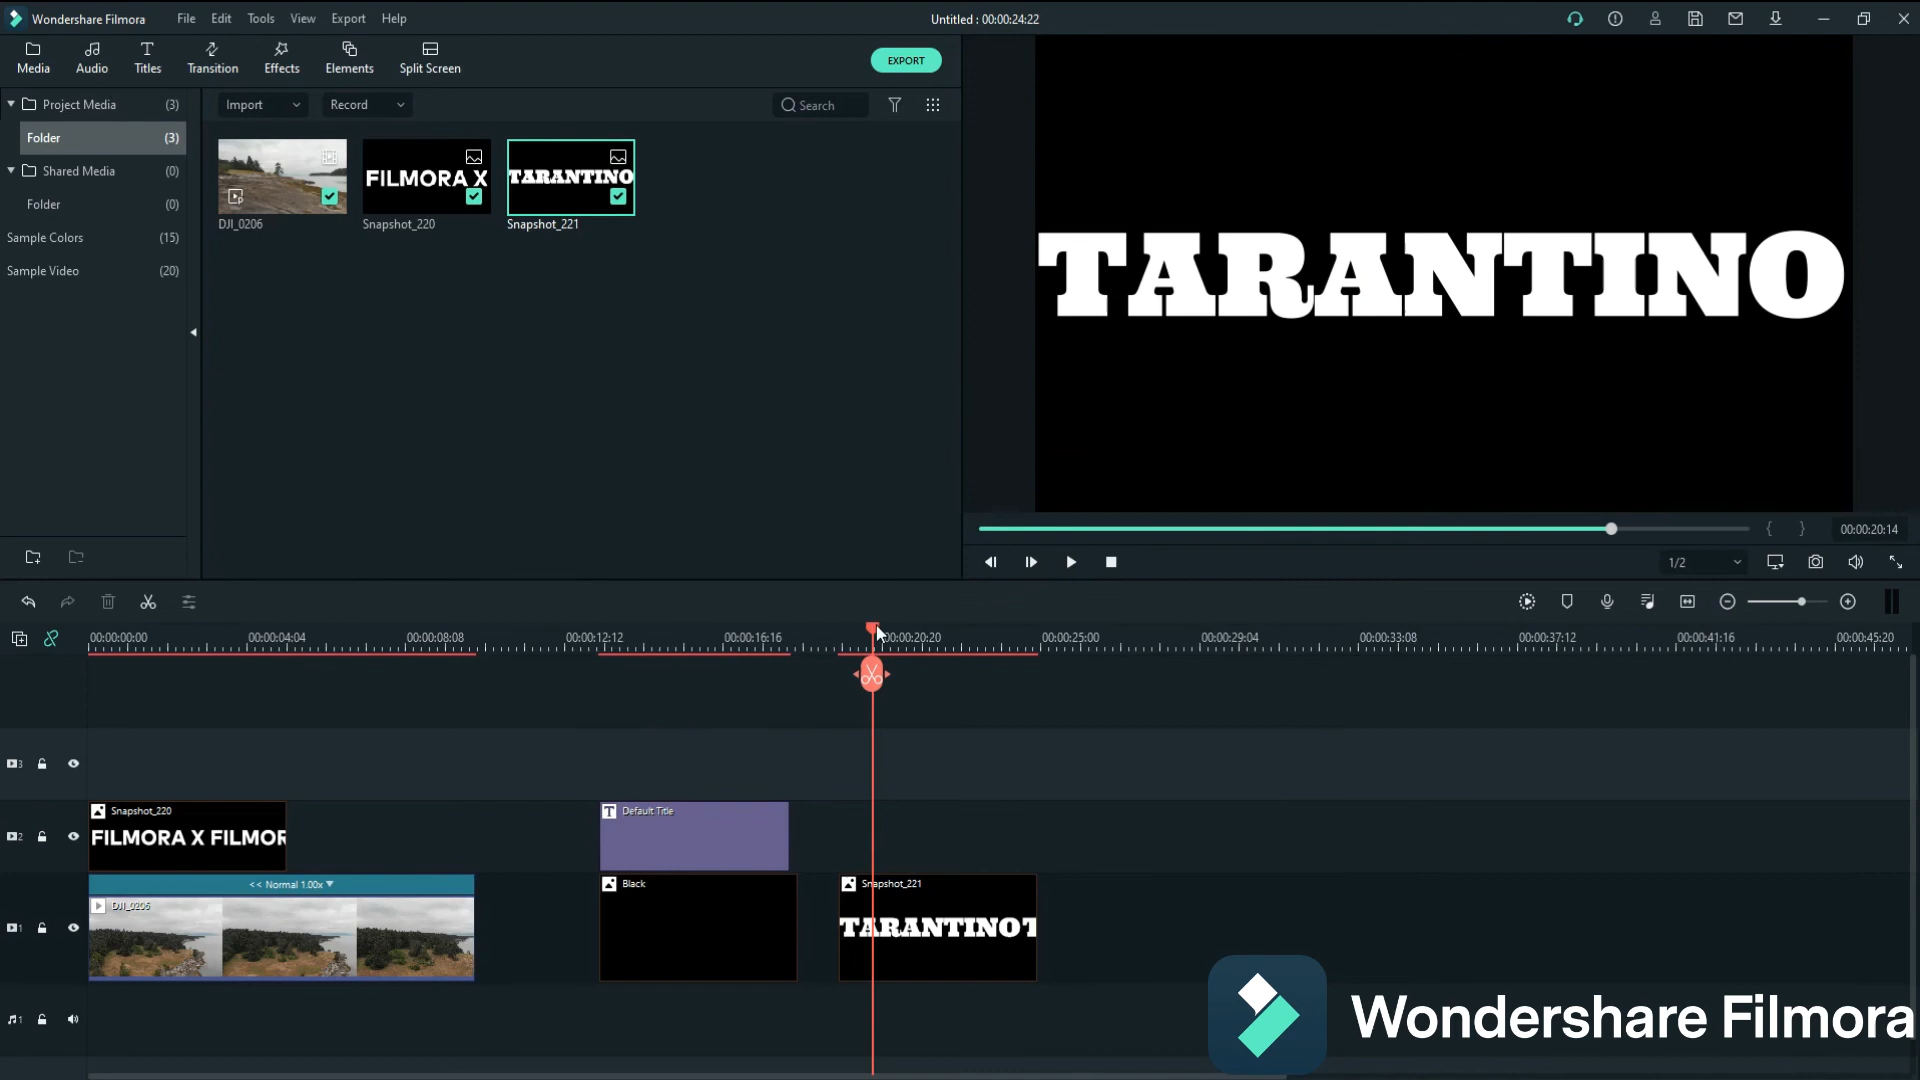 Wondershare Filmora File Edit Tools View Export Help Untitled : 00:00:24:22
Media Audio Titles Transition Effects Elements Split Screen EXPORT
Project Media (3)
Folder (3)
Shared Media (0)
Folder (0)
Sample Colors (15)
Sample Video (20)
Import Record Search
FILMORA X
TARANTINO
DJI_0206 Snapshot_220 Snapshot_221
TARANTINO
00:00:20:14
1/2
00:00:00:00 00:00:04:04 00:00:08:08 00:00:12:12 00:00:16:16 00:00:20:20 00:00:25:00 00:00:29:04 00:00:33:08 00:00:37:12 00:00:41:16 00:00:45:20
3
2
Snapshot_220
FILMORA X FILMOR
T Default Title
1
<< Normal 1.00x
DJI_0206
Black
Snapshot_221
TARANTINOT
1
Wondershare Filmora